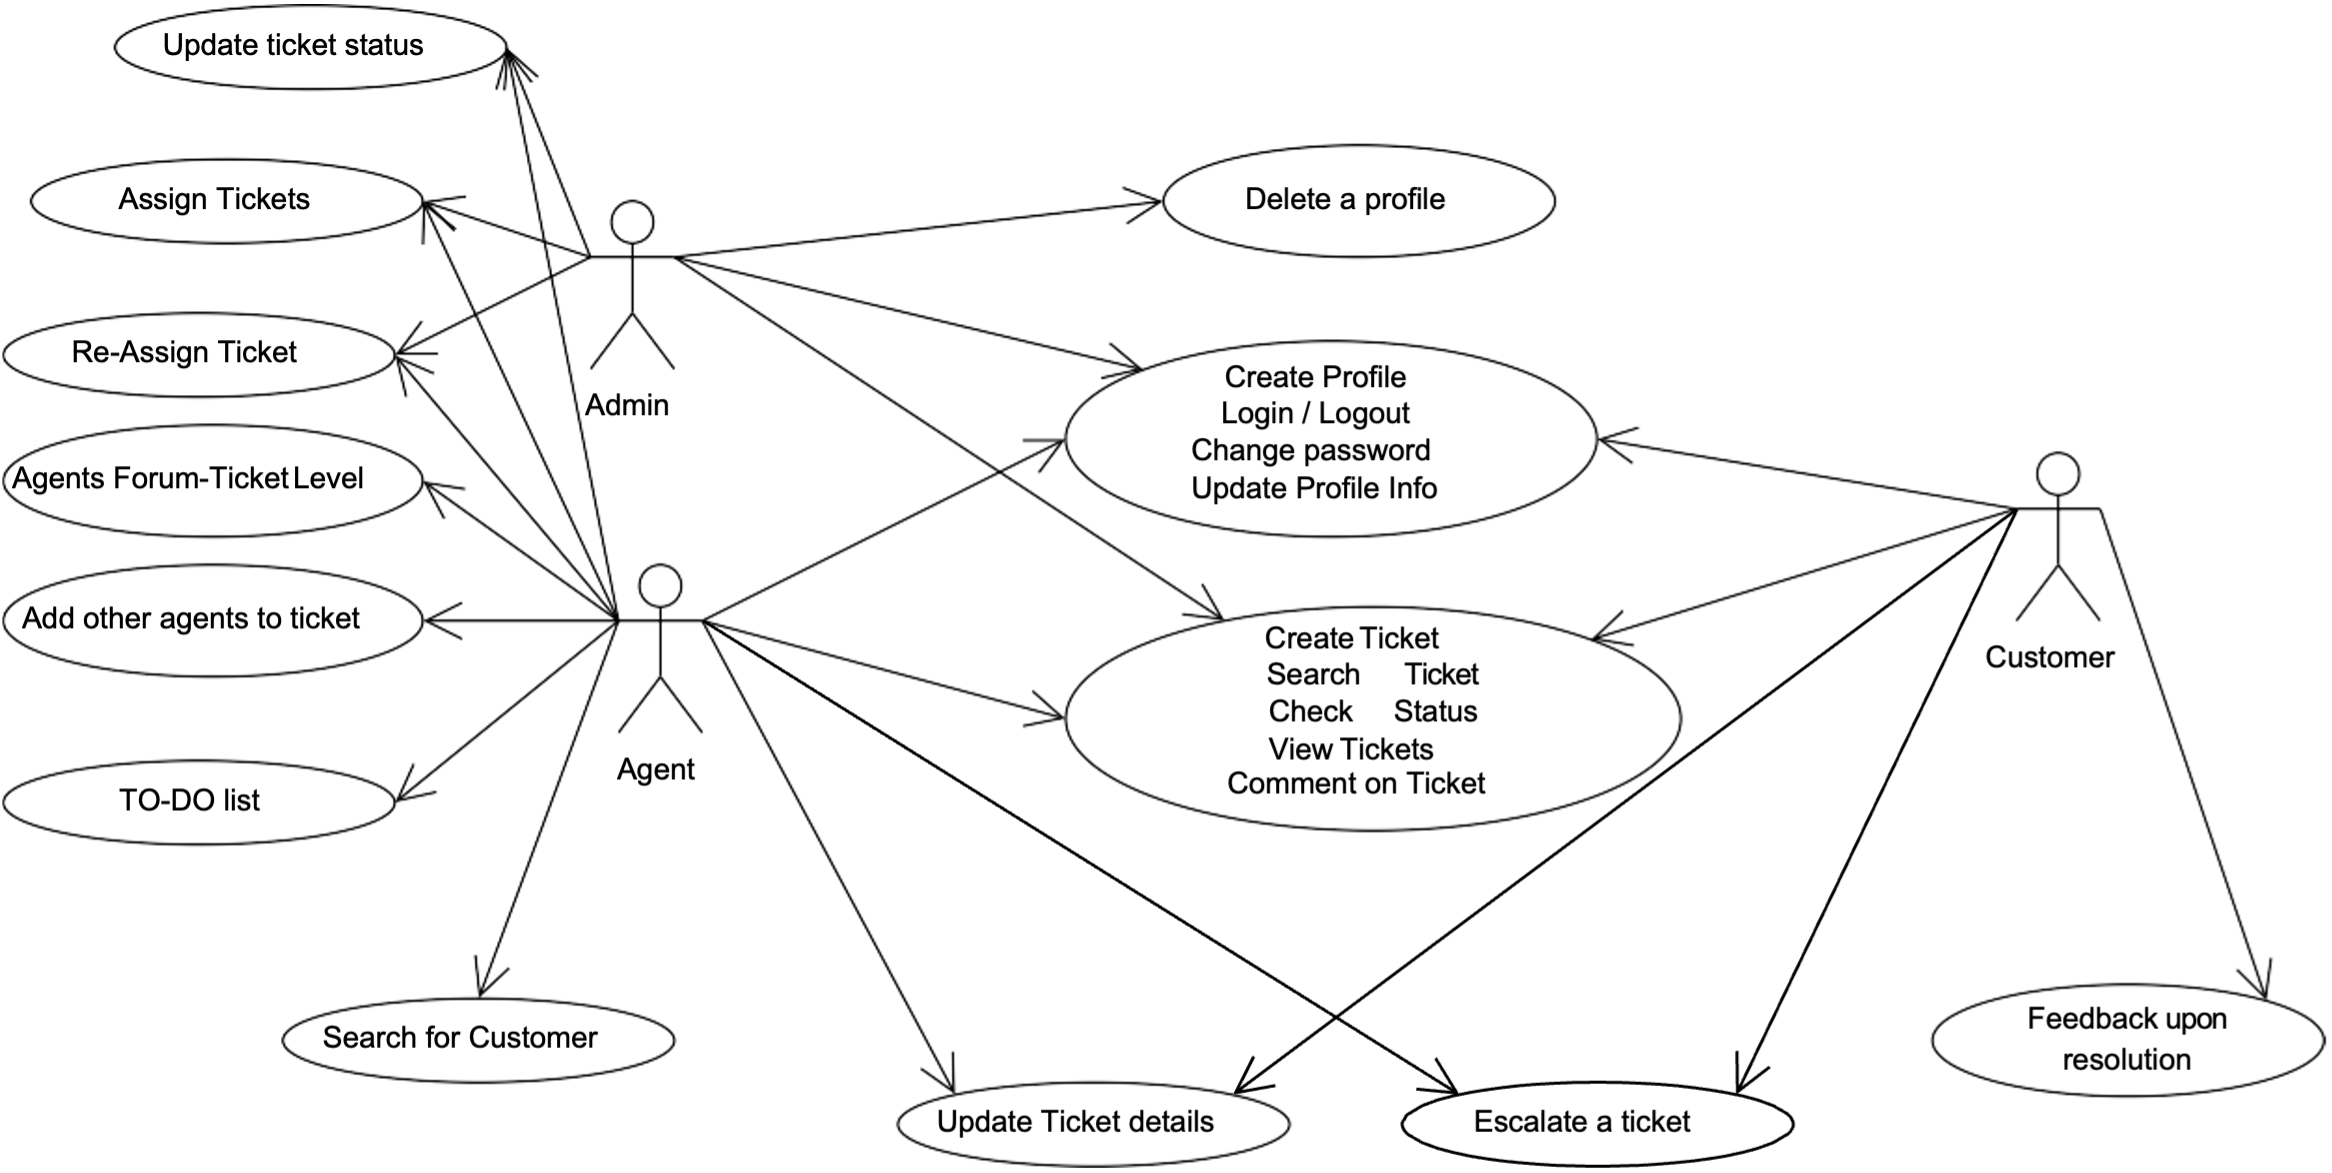 Update ticket status
Assign Tickets
Delete a profile
Re-Assign Ticket
Admin
Create Profile
Login / Logout
Change password
Update Profile Info
Agents Forum-Ticket Level
Add other agents to ticket
Create Ticket
Search Ticket
Check Status
View Tickets
Comment on Ticket
Customer
Agent
TO-DO list
Search for Customer
Feedback upon
resolution
Update Ticket details
Escalate a ticket